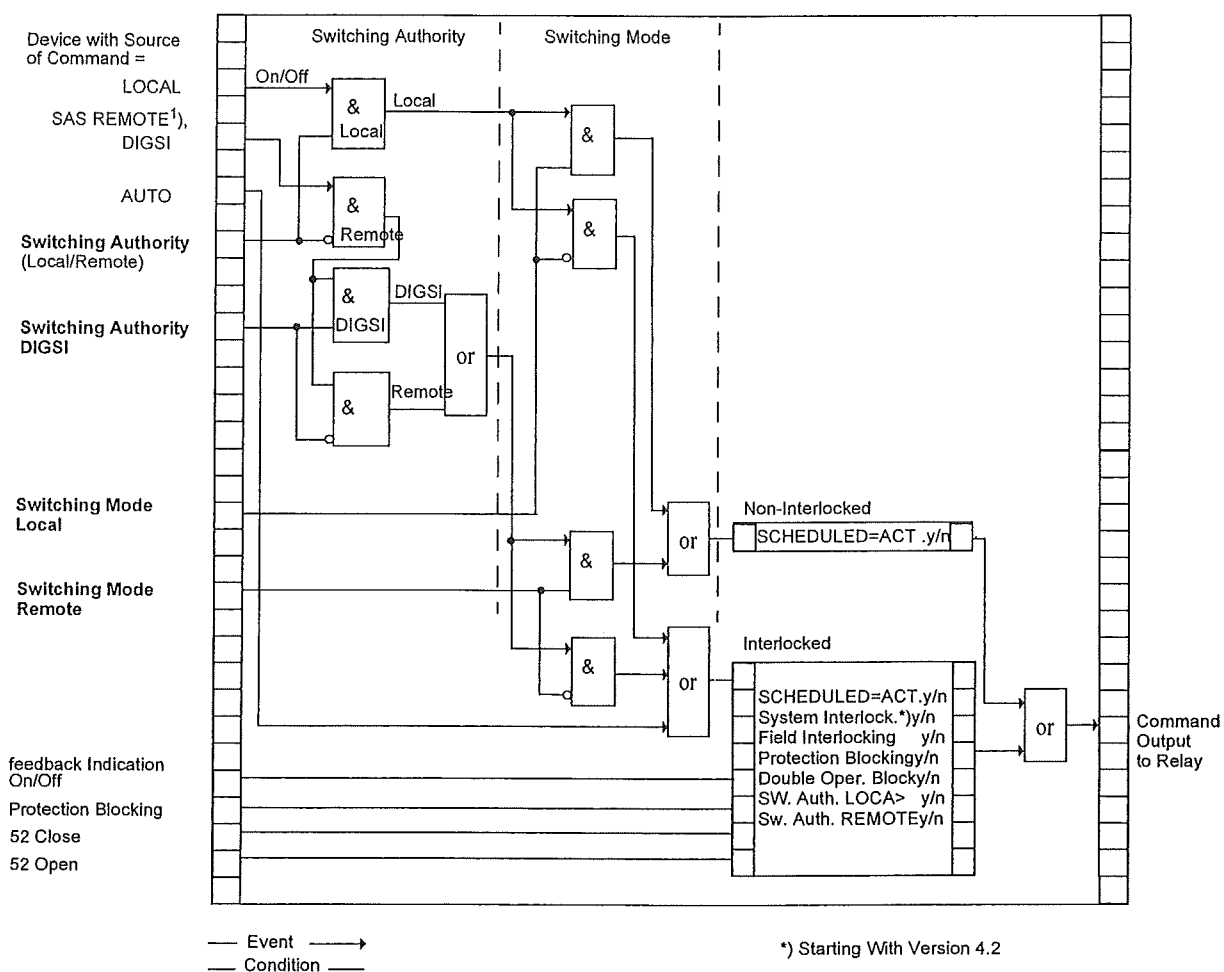 Switching Authority
Switching Mode
Device with Source
of Command =
LOCAL
On/Off
&
Local
Local
SAS REMOTE1),
DIGSI
&
AUTO
&
Remote
&
Switching Authority
(Local/Remote)
&
DIGSI
DIGSI
Switching Authority
DIGSI
or
&
Remote
Switching Mode
Local
Non-Interlocked
SCHEDULED=ACT .y/n
or
&
Switching Mode
Remote
Interlocked
&
or
SCHEDULED=ACT.y/n
System Interlock.*)y/n
Field Interlocking y/n
Protection Blockingy/n
Double Oper. Blocky/n
SW. Auth. LOCA> y/n
Sw. Auth. REMOTEy/n
or
Command
Output
to Relay
feedback Indication
On/Off
Protection Blocking
52 Close
52 Open
Event
Condition
*) Starting With Version 4.2